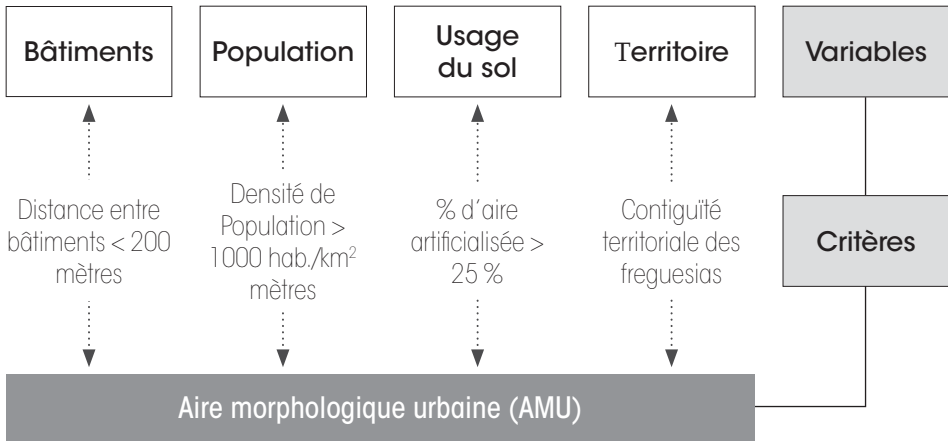 Bâtiments
Population
Usage
du sol
Territoire
Variables
Distance entre
bâtiments < 200
mètres
Densité de
Population >
1000 hab./km²
mètres
% d'aire
artificialisée >
25 %
Contiguïté
territoriale des
freguesias
Critères
Aire morphologique urbaine (AMU)